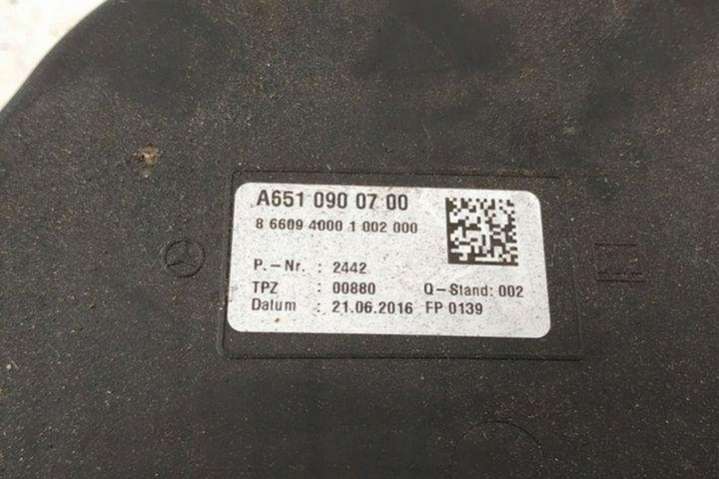 A651 090 07 00
8 6609 4000 1 002 000
P.-Nr. : 2442
TPZ : 00880 Q-Stand: 002
Datum : 21.06.2016 FP 0139